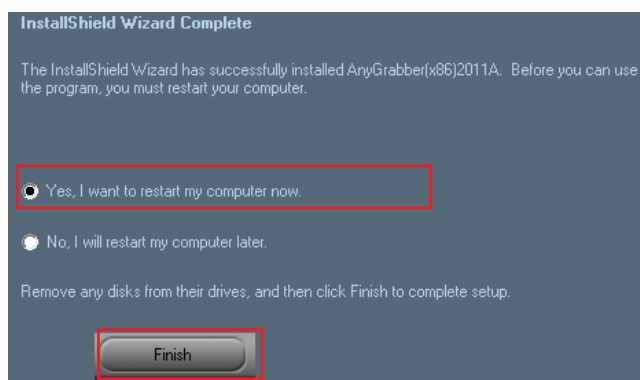 InstallShield Wizard Complete
The InstallShield Wizard has successfully installed AnyGrabber(x86)2011A.  Before you can use
the program, you must restart your computer.
Yes, I want to restart my computer now.
No, I will restart my computer later.
Remove any disks from their drives, and then click Finish to complete setup.
Finish